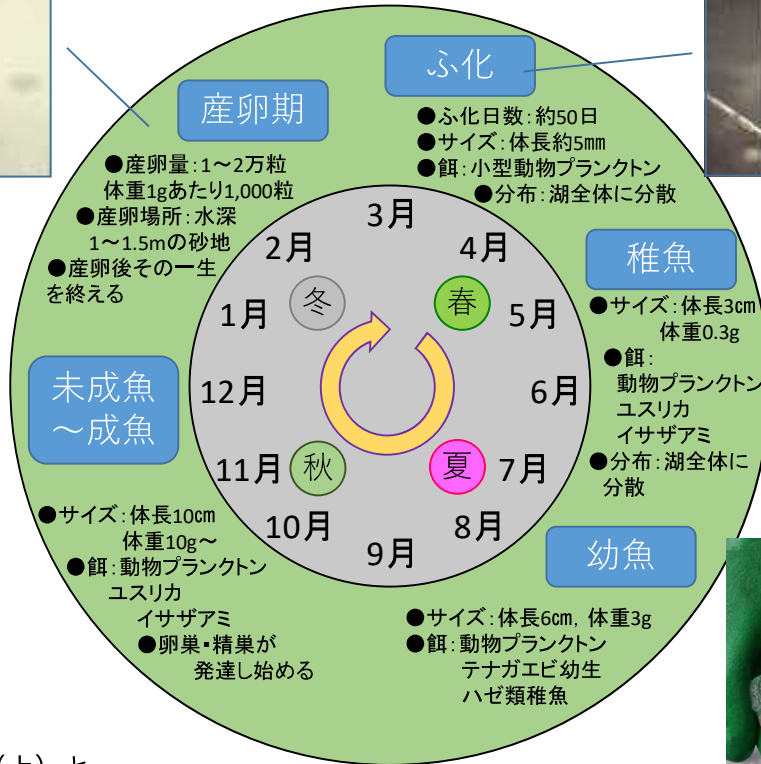 ふ化
●ふ化日数：約50日
●サイズ：体長約5㎜
●餌：小型動物プランクトン
●分布：湖全体に分散
稚魚
●サイズ：体長3㎝
体重0.3g
●餌：
動物プランクトン
ユスリカ
イサザアミ
●分布：湖全体に
分散
幼魚
●サイズ：体長6㎝，体重3g
●餌：動物プランクトン
テナガエビ幼生
ハゼ類稚魚
未成魚
～成魚
●サイズ：体長10㎝
体重10g～
●餌：動物プランクトン
ユスリカ
イサザアミ
●卵巣・精巣が
発達し始める
産卵期
●産卵量：1～2万粒
体重1gあたり1,000粒
●産卵場所：水深
1～1.5mの砂地
●産卵後その一生
を終える
3月
4月
5月
6月
7月
8月
9月
10月
11月
12月
1月
2月
春
夏
秋
冬